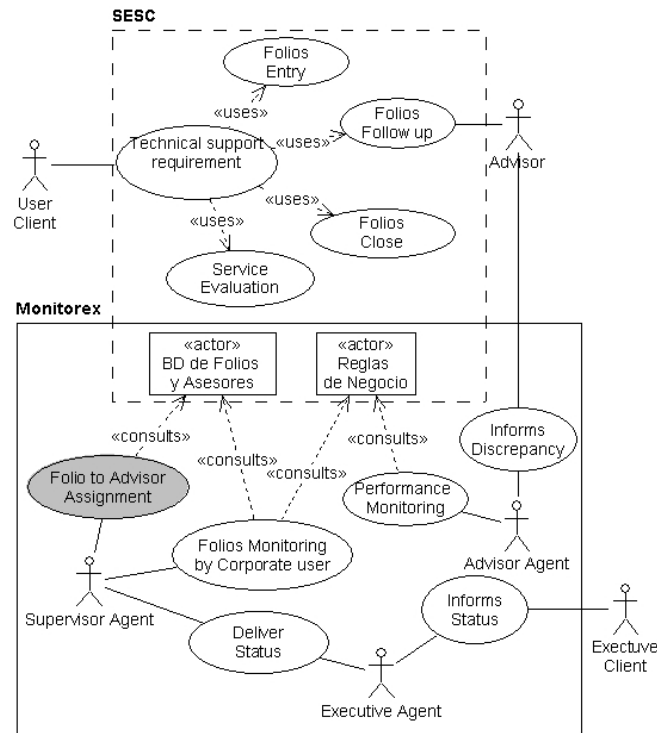 SESC
Folios
Entry
«uses»
Folios
Follow up
Technical support
requirement
«uses»
User
Client
Advisor
«uses»
«uses»
Folios
Close
Service
Evaluation
Monitorex
«actor»
BD de Folios
y Asesores
«actor»
Reglas
de Negocio
«consults»
«consults»
«consults»
«consults»
Informs
Discrepancy
Folio to Advisor
Assignment
Performance
Monitoring
Folios Monitoring
by Corporate user
Advisor Agent
Supervisor Agent
Informs
Status
Deliver
Status
Exectuve
Client
Executive Agent